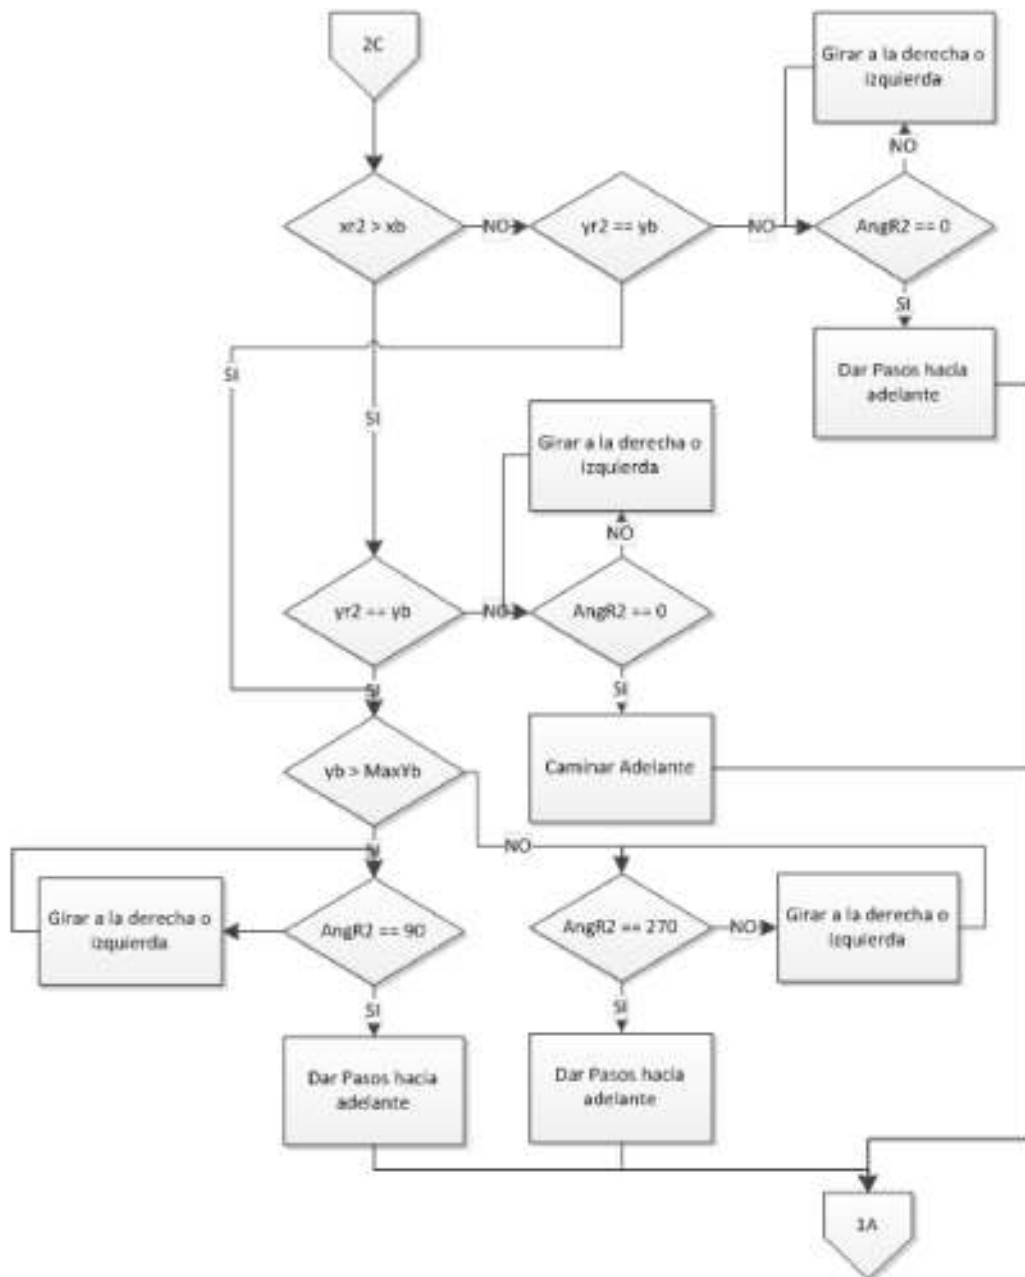 2C
Girar a la derecha o
izquierda
NO
xr2 > xb
NO
yr2 == yb
NO
AngR2 == 0
SI
Dar Pasos hacia
adelante
SI
SI
Girar a la derecha o
izquierda
NO
yr2 == yb
NO
AngR2 == 0
SI
SI
yb > MaxYb
Caminar Adelante
SI
NO
Girar a la derecha o
izquierda
AngR2 == 90
AngR2 == 270
NO
Girar a la derecha o
izquierda
SI
SI
Dar Pasos hacia
adelante
Dar Pasos hacia
adelante
1A